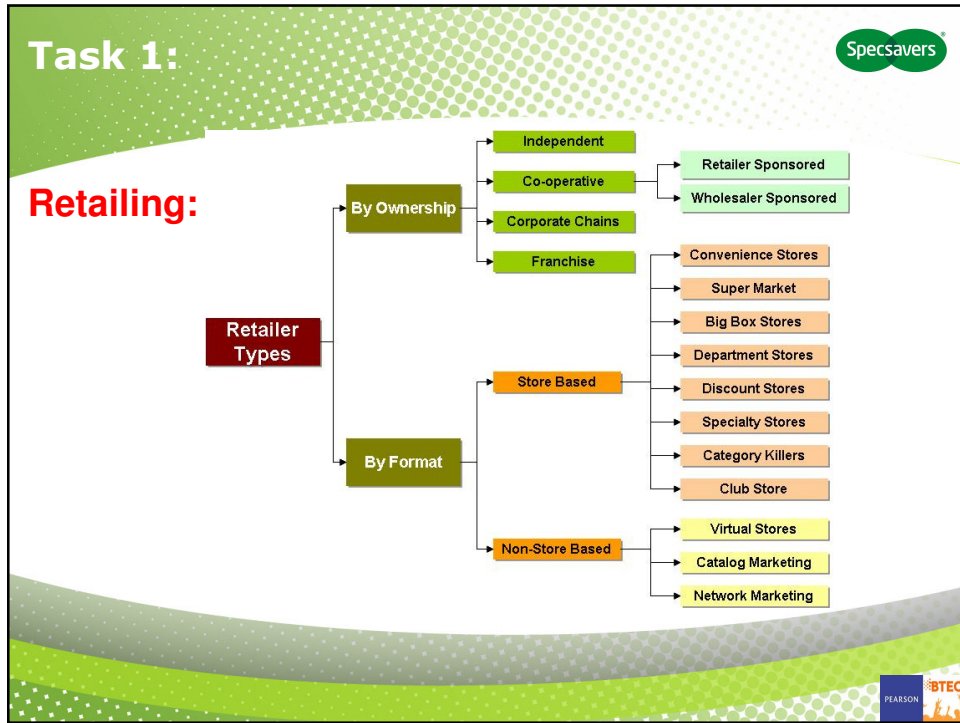 Task 1:
Specsavers
Retailing:
Retailer
Types
By Ownership
Independent
Co-operative
Retailer Sponsored
Wholesaler Sponsored
Corporate Chains
Franchise
By Format
Store Based
Convenience Stores
Super Market
Big Box Stores
Department Stores
Discount Stores
Specialty Stores
Category Killers
Club Store
Non-Store Based
Virtual Stores
Catalog Marketing
Network Marketing
PEARSON
BTEC